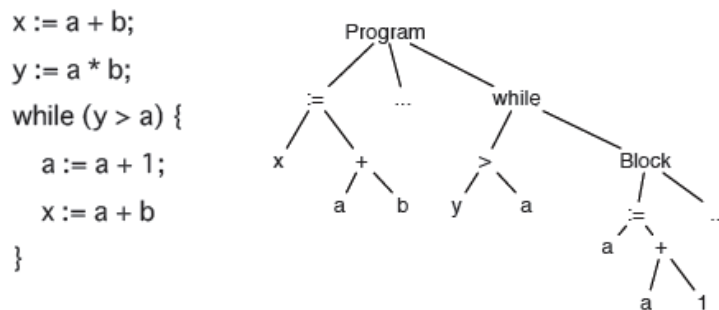 x := a + b;
y := a * b;
while (y > a) {
a := a + 1;
x := a + b
}
Program
:= ... while
x + > Block
a b y a := ...
a +
a 1